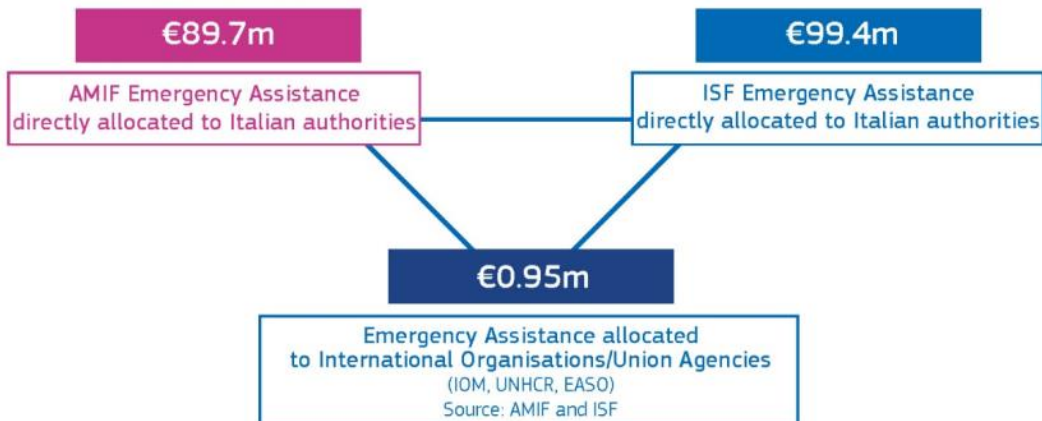 €89.7m
AMIF Emergency Assistance
directly allocated to Italian authorities
€99.4m
ISF Emergency Assistance
directly allocated to Italian authorities
€0.95m
Emergency Assistance allocated
to International Organisations/Union Agencies
(IOM, UNHCR, EASO)
Source: AMIF and ISF